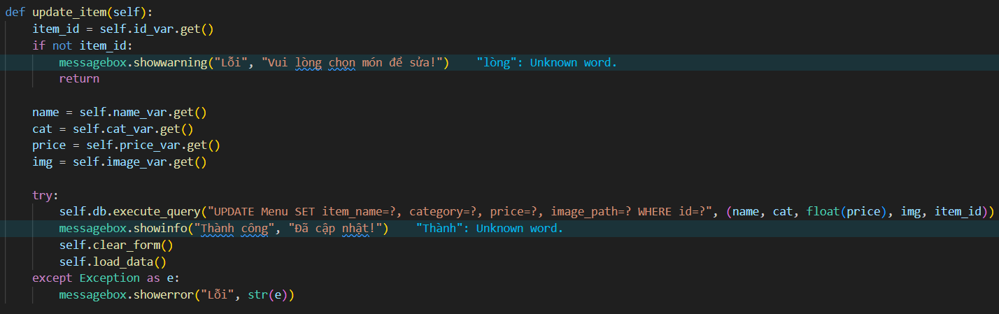 def update_item(self):
    item_id = self.id_var.get()
    if not item_id:
        messagebox.showwarning("Lỗi", "Vui lòng chọn món để sửa!")    "lòng": Unknown word.
        return

    name = self.name_var.get()
    cat = self.cat_var.get()
    price = self.price_var.get()
    img = self.image_var.get()

    try:
        self.db.execute_query("UPDATE Menu SET item_name=?, category=?, price=?, image_path=? WHERE id=?", (name, cat, float(price), img, item_id))
        messagebox.showinfo("Thành công", "Đã cập nhật!")    "Thành": Unknown word.
        self.clear_form()
        self.load_data()
    except Exception as e:
        messagebox.showerror("Lỗi", str(e))